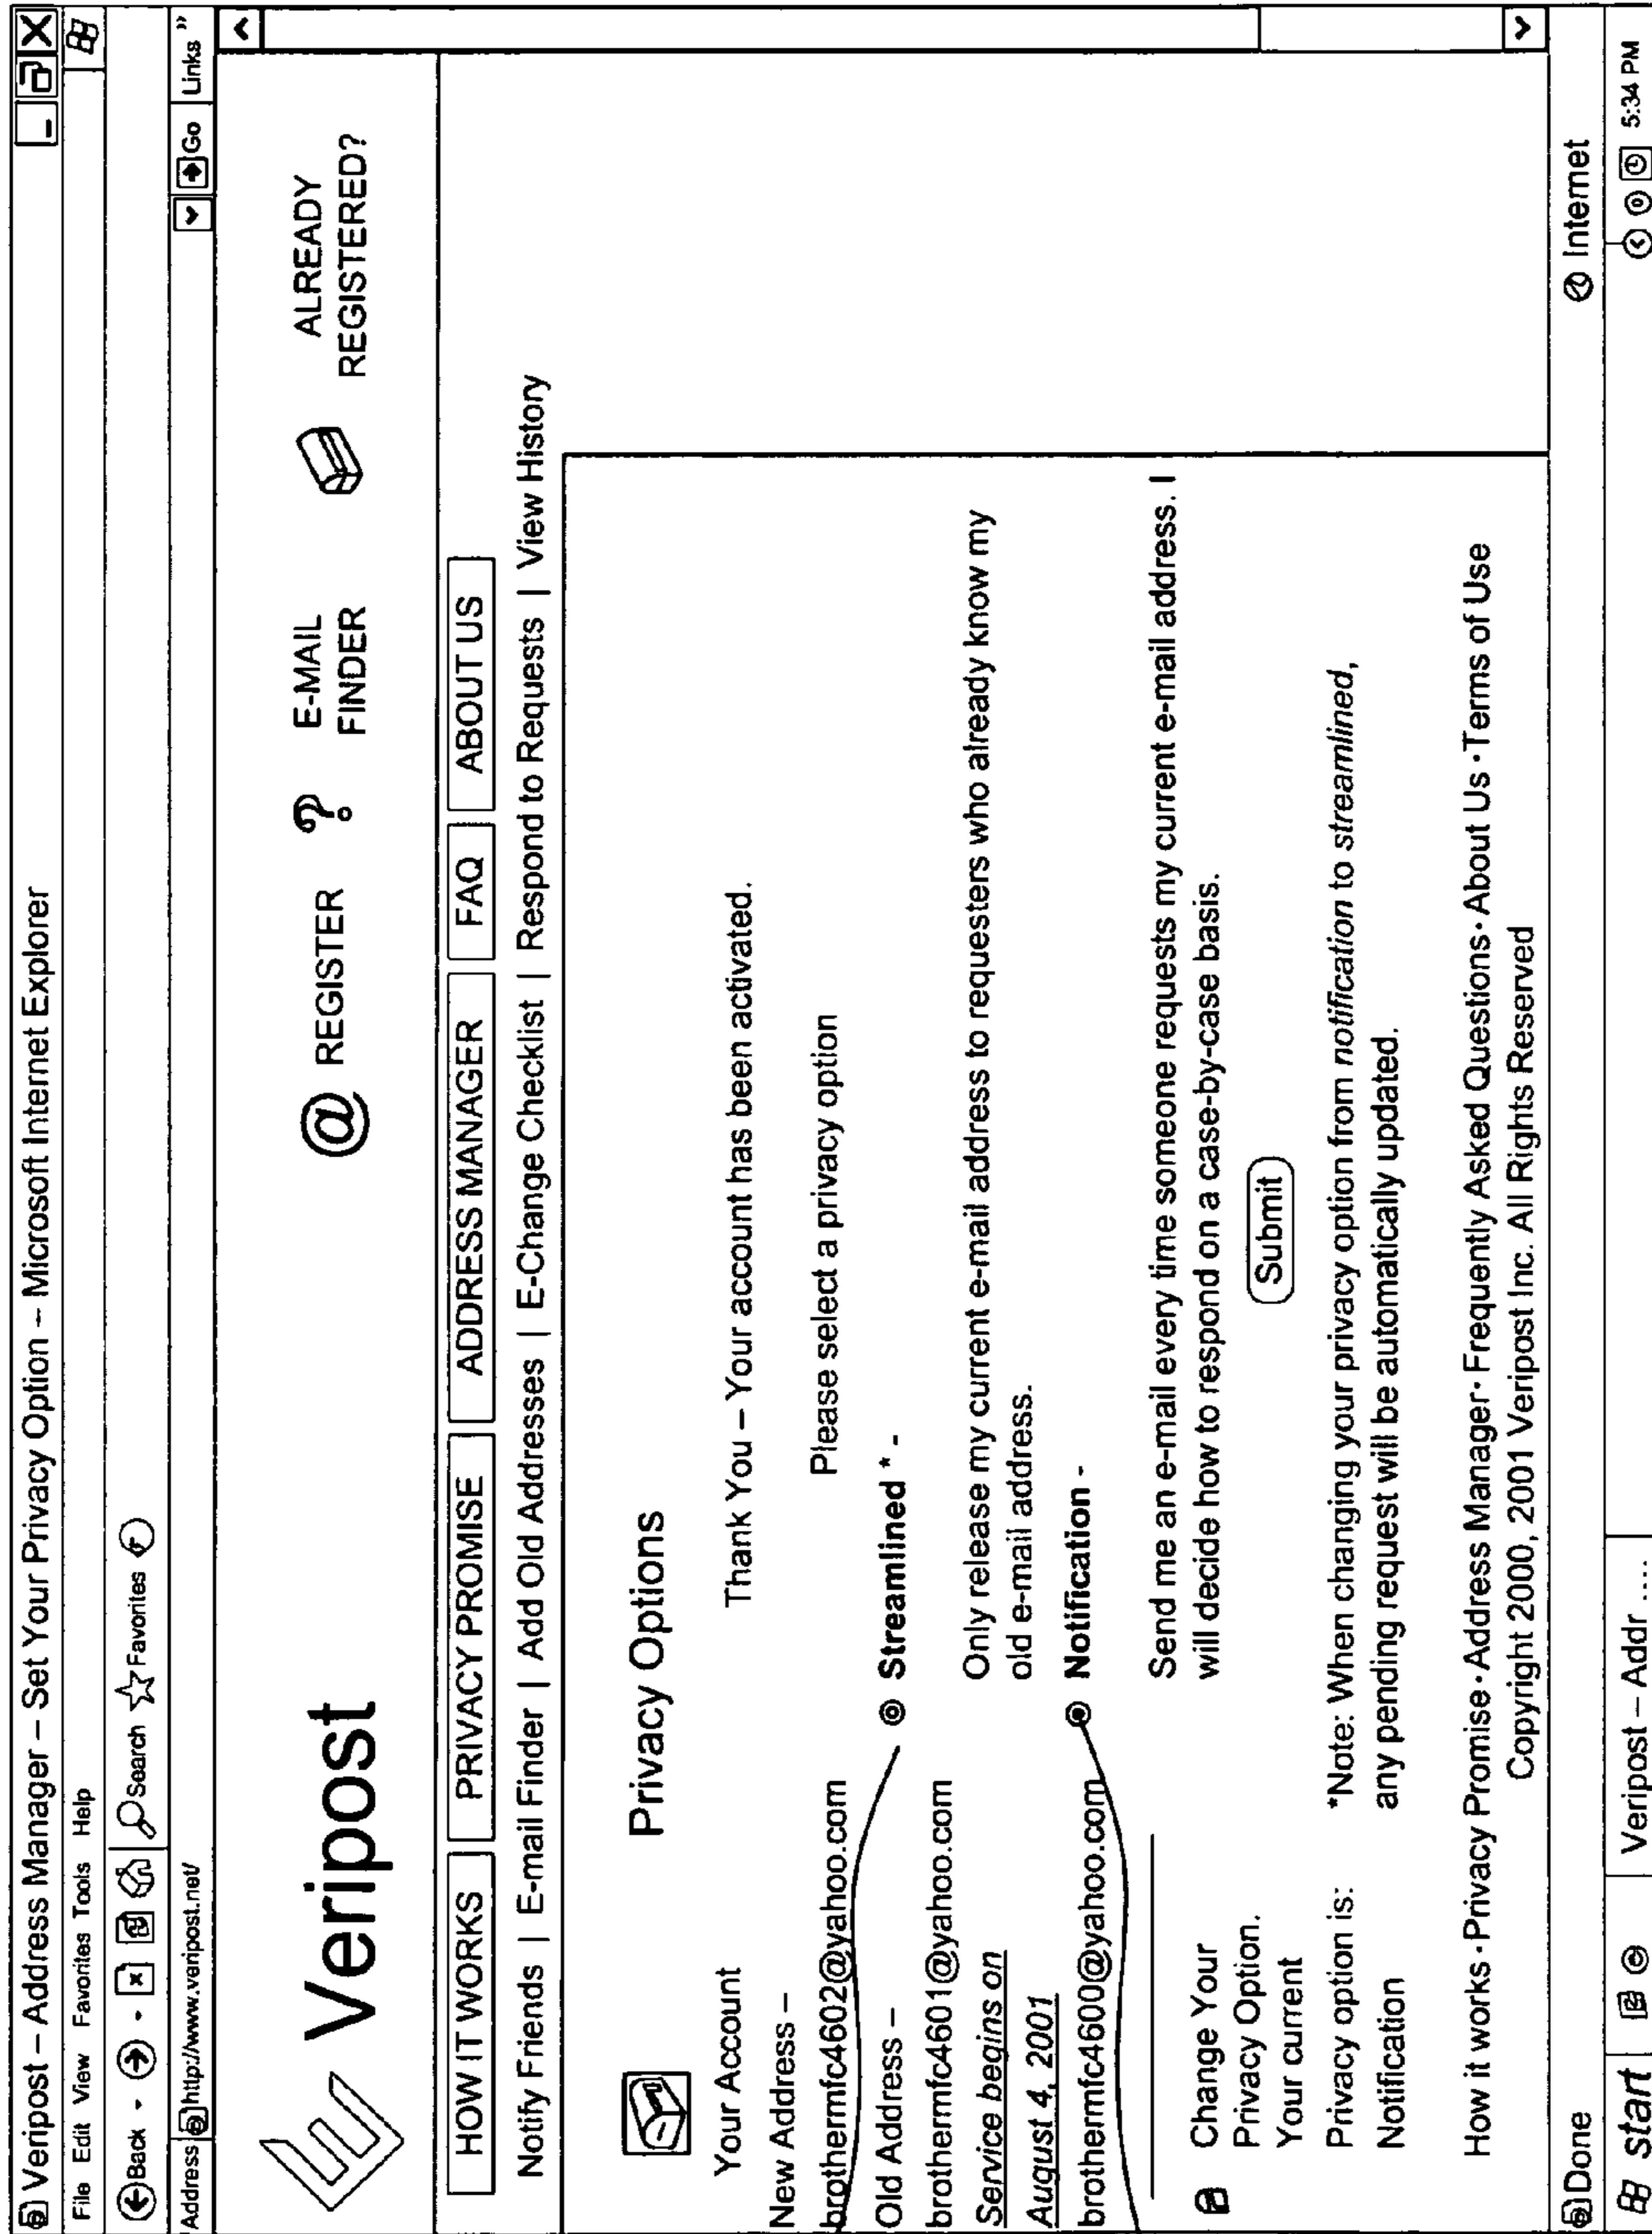 Veripost – Address Manager – Set Your Privacy Option – Microsoft Internet Explorer
File Edit View Favorites Tools Help
Back Search Favorites
Address http://www.veripost.net/ Go Links »
Veripost
@ REGISTER
? E-MAIL FINDER
ALREADY REGISTERED?
HOW IT WORKS PRIVACY PROMISE ADDRESS MANAGER FAQ ABOUT US
Notify Friends | E-mail Finder | Add Old Addresses | E-Change Checklist | Respond to Requests | View History
Privacy Options
Your Account
New Address –
brothermfc4602@yahoo.com
Old Address –
brothermfc4601@yahoo.com
Service begins on
August 4, 2001
brothermfc4600@yahoo.com
Change Your
Privacy Option.
Your current
Privacy option is:
Notification
Thank You – Your account has been activated.
Please select a privacy option
Streamlined * -
Only release my current e-mail address to requesters who already know my
old e-mail address.
Notification -
Send me an e-mail every time someone requests my current e-mail address. I
will decide how to respond on a case-by-case basis.
Submit
*Note: When changing your privacy option from notification to streamlined,
any pending request will be automatically updated.
How it works · Privacy Promise · Address Manager · Frequently Asked Questions · About Us · Terms of Use
Copyright 2000, 2001 Veripost Inc. All Rights Reserved
Done Internet
start Veripost – Addr .... 5:34 PM